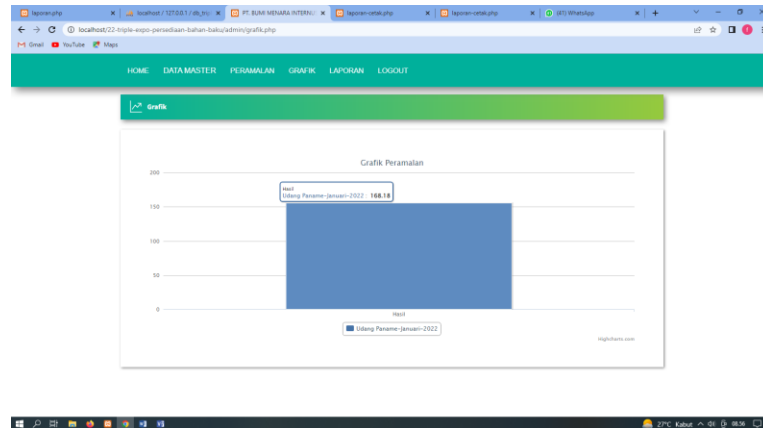 laporan.php
localhost / 127.0.0.1 / db_trip
PT. BUMI MENARA INTERNU
laporan-cetak.php
laporan-cetak.php
(41) WhatsApp
localhost/22-triple-expo-persediaan-bahan-baku/admin/grafik.php
Gmail YouTube Maps
HOME DATA MASTER PERAMALAN GRAFIK LAPORAN LOGOUT
Grafik
Grafik Peramalan
200
Hasil
Udang Paname-Januari-2022 : 168.18
150
100
50
0
Hasil
Udang Paname-Januari-2022
Highcharts.com
27°C Kabut 08.36